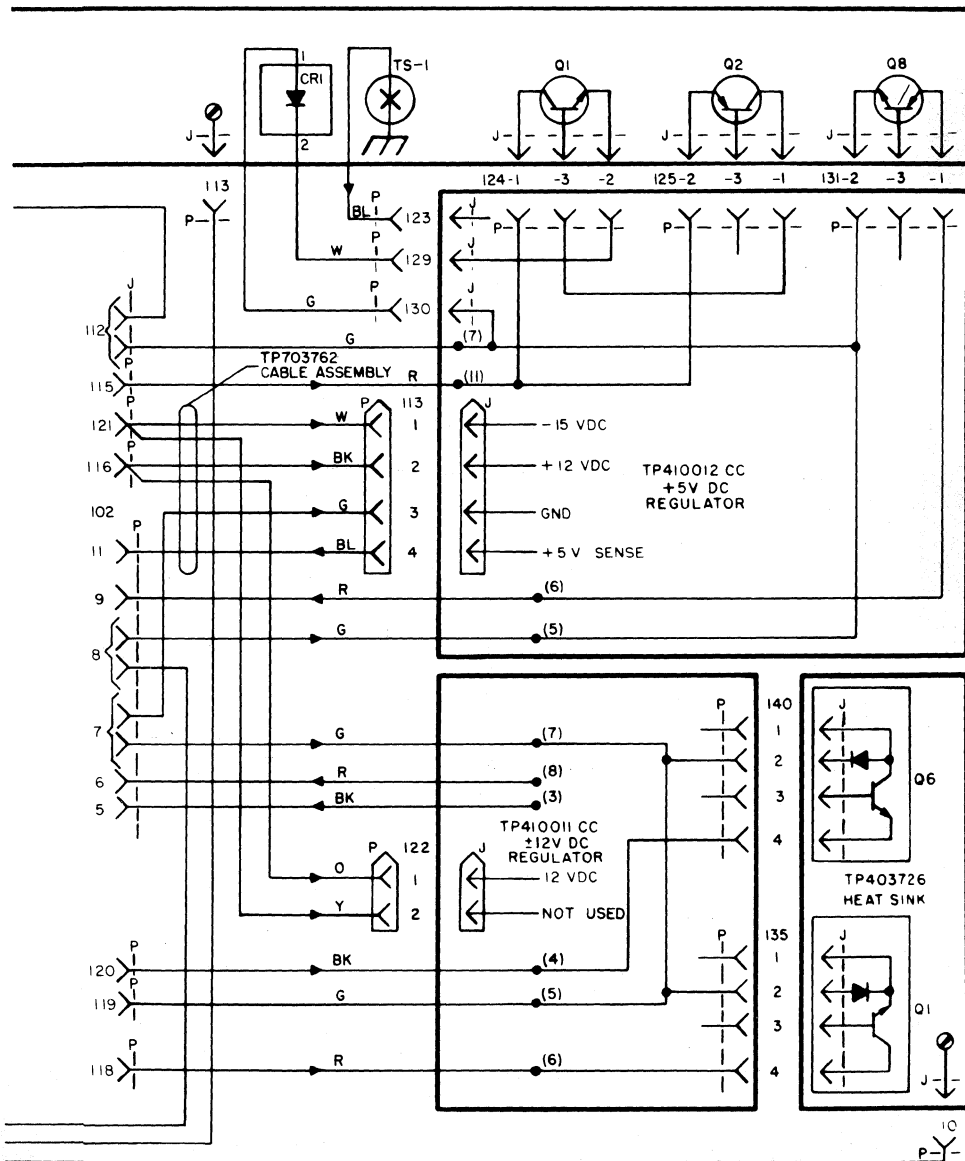 1
CR1
2
TS-1
Q1
Q2
Q8
J
J
J
J
113
P
124-1 -3 -2 125-2 -3 -1 131-2 -3 -1
BL P 123 J
P P P
W P 129 J
G P 130 J
J
112
G (7)
P
TP703762
CABLE ASSEMBLY
115 R (11)
P
P 113 J
121 W 1 -15 VDC
P
116 BK 2 +12 VDC
TP410012 CC
+5V DC
REGULATOR
102
P
G 3 GND
11 BL 4 +5V SENSE
9 R (6)
8 G (5)
7 G (7)
6 R (8)
5 BK (3)
P 140 J
1
2
3
4
Q6
TP410011 CC
±12V DC
REGULATOR
P 122 J
O 1 12 VDC
Y 2 NOT USED
TP403726
HEAT SINK
P
120 BK (4)
P
119 G (5)
P
118 R (6)
P 135 J
1
2
3
4
Q1
J
10
P